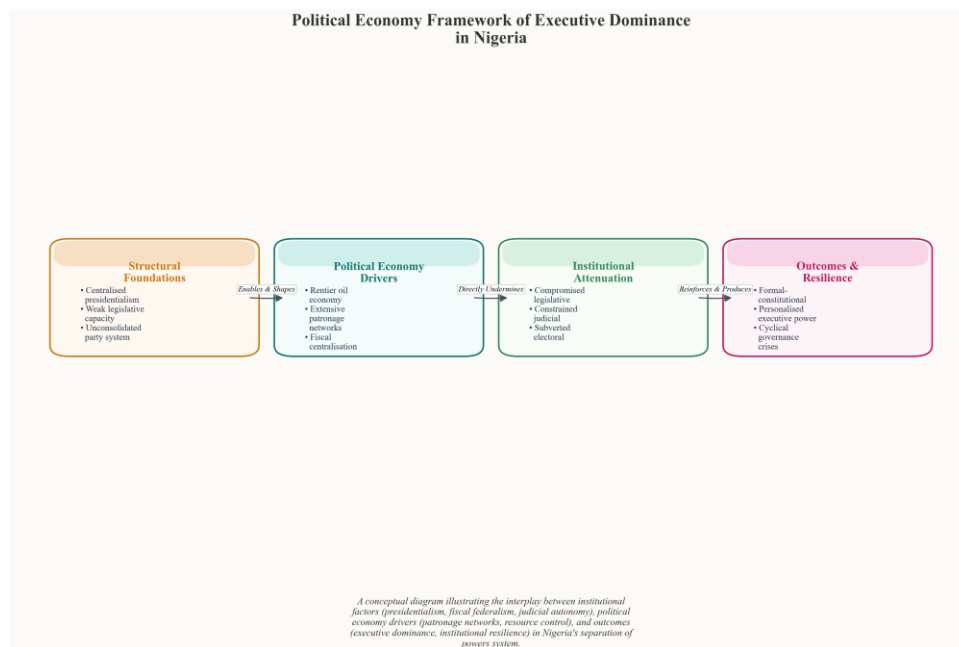 Political Economy Framework of Executive Dominance
in Nigeria
Structural
Foundations
• Centralised
presidentialism
• Weak legislative
capacity
• Unconsolidated
party system
Enables & Shapes
Political Economy
Drivers
• Rentier oil
economy
• Extensive
patronage
networks
• Fiscal
centralisation
Directly Undermines
Institutional
Attenuation
• Compromised
legislative
• Constrained
judicial
• Subverted
electoral
Reinforces & Produces
Outcomes &
Resilience
• Formal-
constitutional
• Personalised
executive power
• Cyclical
governance
crises
A conceptual diagram illustrating the interplay between institutional
factors (presidentialism, fiscal federalism, judicial autonomy), political
economy drivers (patronage networks, resource control), and outcomes
(executive dominance, institutional resilience) in Nigeria's separation of
powers system.